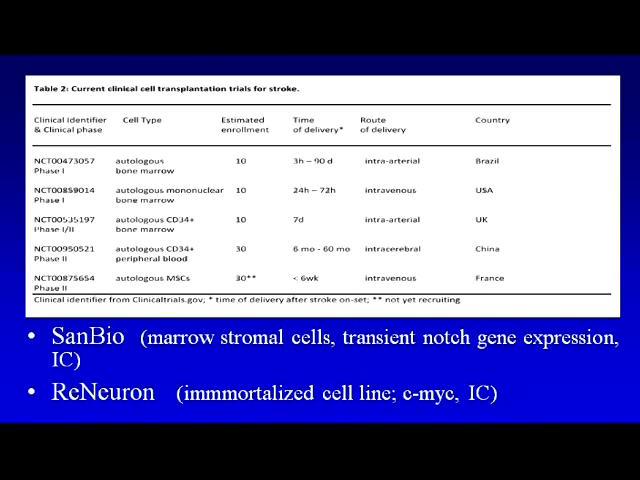 Table 2: Current clinical cell transplantation trials for stroke.
Clinical Identifier Cell Type Estimated Time Route Country
& Clinical phase enrollment of delivery* of delivery
NCT00473057 autologous 10 3h – 90 d intra-arterial Brazil
Phase I bone marrow
NCT00859014 autologous mononuclear 10 24h – 72h intravenous USA
Phase I bone marrow
NCT00535197 autologous CD34+ 10 7d intra-arterial UK
Phase I/II bone marrow
NCT00950521 autologous CD34+ 30 6 mo - 60 mo intracerebral China
Phase II peripheral blood
NCT00875654 autologous MSCs 30** < 6wk intravenous France
Phase II
Clinical identifier from Clinicaltrials.gov; * time of delivery after stroke on-set; ** not yet recruiting
• SanBio (marrow stromal cells, transient notch gene expression,
IC)
• ReNeuron (immmortalized cell line; c-myc, IC)